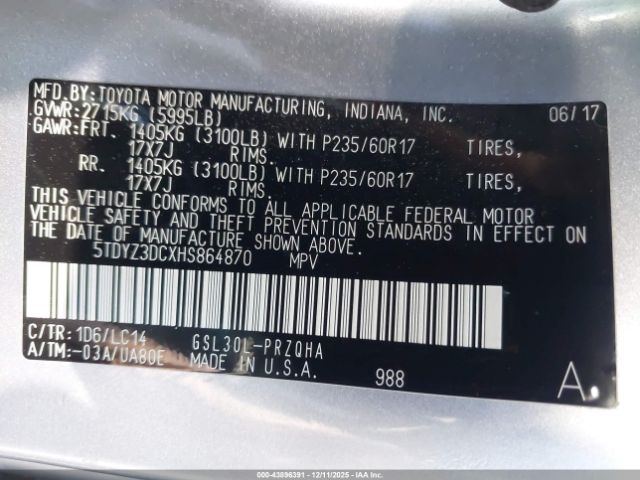 MFD. BY: TOYOTA MOTOR MANUFACTURING, INDIANA, INC. 06/17
GVWR: 2715KG (5995LB)
GAWR: FRT. 1405KG (3100LB) WITH P235/60R17 TIRES,
17X7J RIMS.
RR. 1405KG (3100LB) WITH P235/60R17 TIRES,
17X7J RIMS.
THIS VEHICLE CONFORMS TO ALL APPLICABLE FEDERAL MOTOR
VEHICLE SAFETY AND THEFT PREVENTION STANDARDS IN EFFECT ON
THE DATE OF MANUFACTURE SHOWN ABOVE.
5TDYZ3DCXHS864870 MPV
C/TR: 1D6/LC14 GSL30L-PRZQHA
A/TM: -03A/UA80E MADE IN U.S.A.
988 A.
000-43896391 - 12/11/2025 - COPART